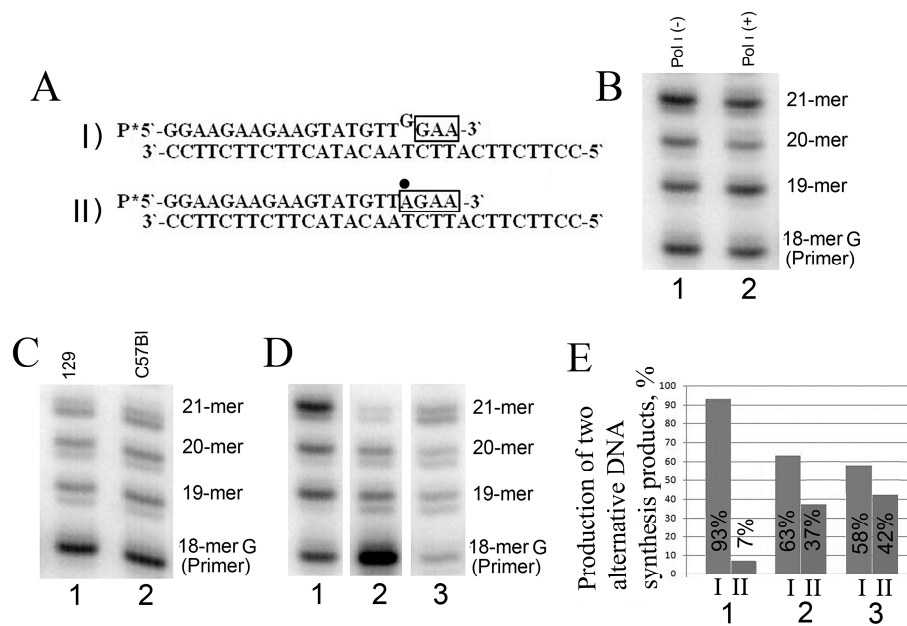 A
I) P*5`-GGAAGAAGAAGTATGTTGGAA-3`
3`-CCTTCTTCTTCATACAATCTTACTTCTTCC-5`
II) P*5`-GGAAGAAGAAGTATGTTAGAA-3`
3`-CCTTCTTCTTCATACAATCTTACTTCTTCC-5`
B
Pol ι (-)
Pol ι (+)
21-mer
20-mer
19-mer
18-mer G
(Primer)
1 2
C
129
C57Bl
21-mer
20-mer
19-mer
18-mer G
(Primer)
1 2
D
21-mer
20-mer
19-mer
18-mer G
(Primer)
1 2 3
E
Production of two
alternative DNA
synthesis products, %
100
90
80
70
60
50
40
30
20
10
0
93%
7%
63%
37%
58%
42%
I II I II I II
1 2 3